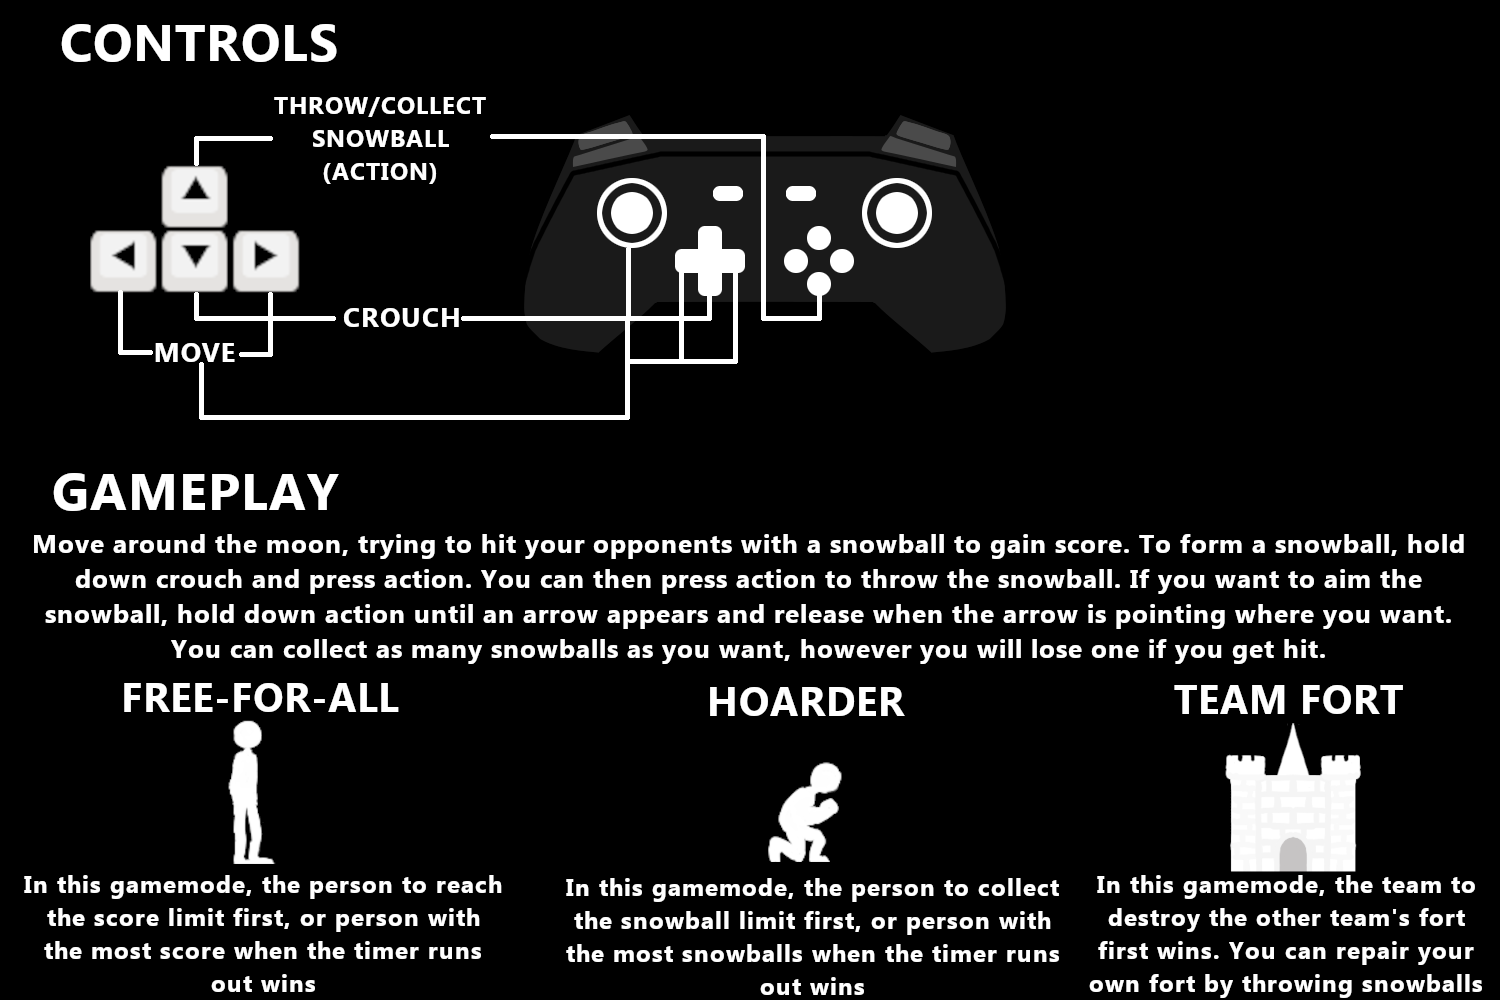 CONTROLS
THROW/COLLECT
SNOWBALL
(ACTION)
CROUCH
MOVE
GAMEPLAY
Move around the moon, trying to hit your opponents with a snowball to gain score. To form a snowball, hold
down crouch and press action. You can then press action to throw the snowball. If you want to aim the
snowball, hold down action until an arrow appears and release when the arrow is pointing where you want.
You can collect as many snowballs as you want, however you will lose one if you get hit.
FREE-FOR-ALL
In this gamemode, the person to reach
the score limit first, or person with
the most score when the timer runs
out wins
HOARDER
In this gamemode, the person to collect
the snowball limit first, or person with
the most snowballs when the timer runs
out wins
TEAM FORT
In this gamemode, the team to
destroy the other team's fort
first wins. You can repair your
own fort by throwing snowballs